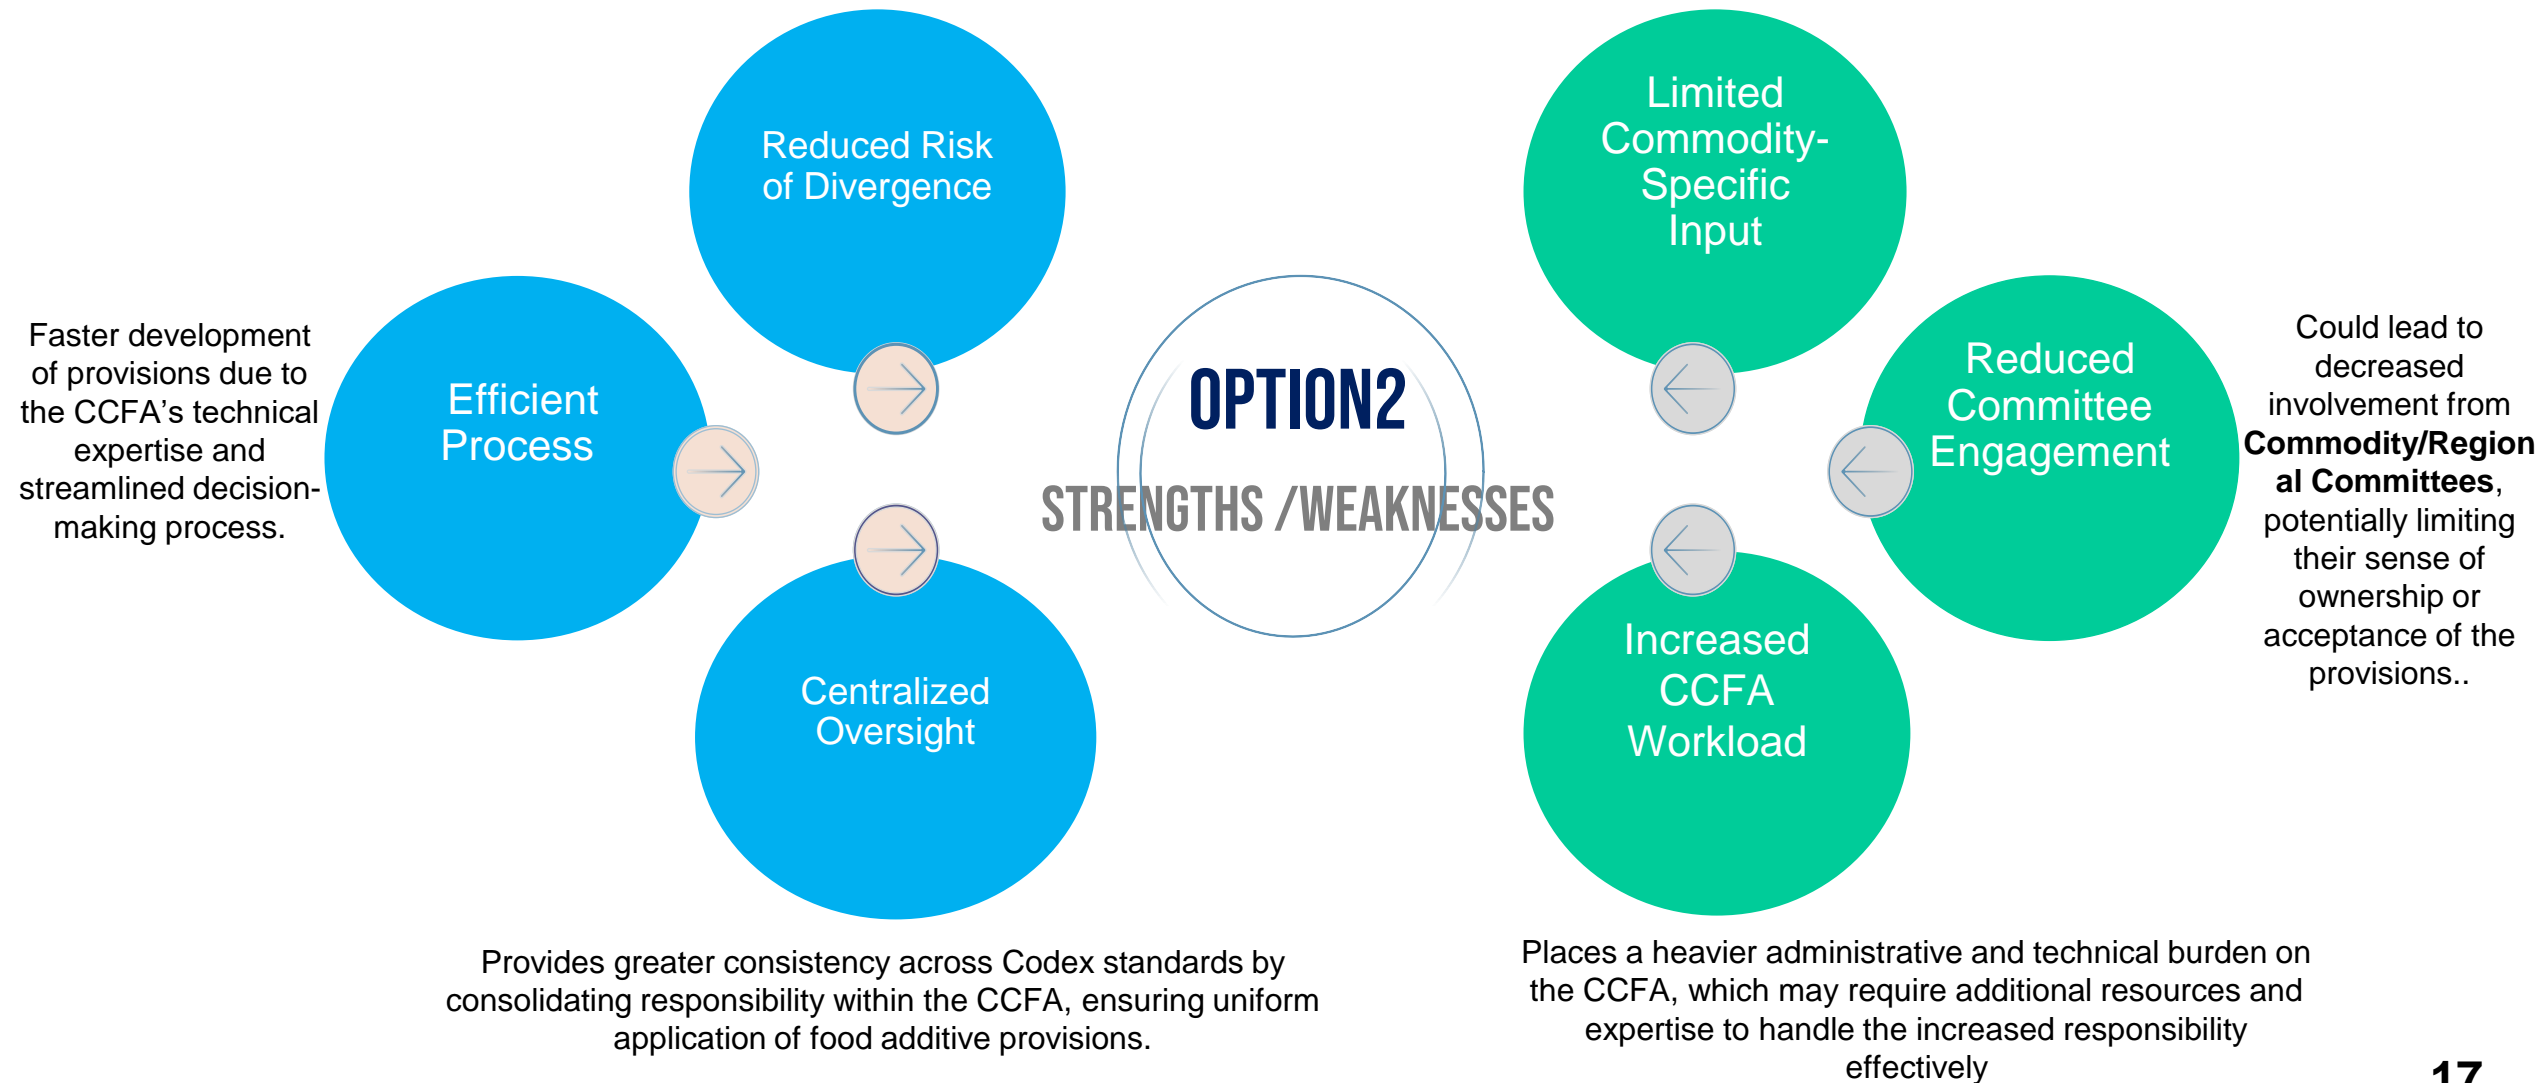 Reduced Risk
of Divergence
Limited
Commodity-
Specific
Input
Faster development
of provisions due to
the CCFA's technical
expertise and
streamlined decision-
making process.
Efficient
Process
OPTION2
STRENGTHS /WEAKNESSES
Reduced
Committee
Engagement
Could lead to
decreased
involvement from
Commodity/Region
al Committees,
potentially limiting
their sense of
ownership or
acceptance of the
provisions..
Centralized
Oversight
Increased
CCFA
Workload
Provides greater consistency across Codex standards by
consolidating responsibility within the CCFA, ensuring uniform
application of food additive provisions.
Places a heavier administrative and technical burden on
the CCFA, which may require additional resources and
expertise to handle the increased responsibility
effectively
17